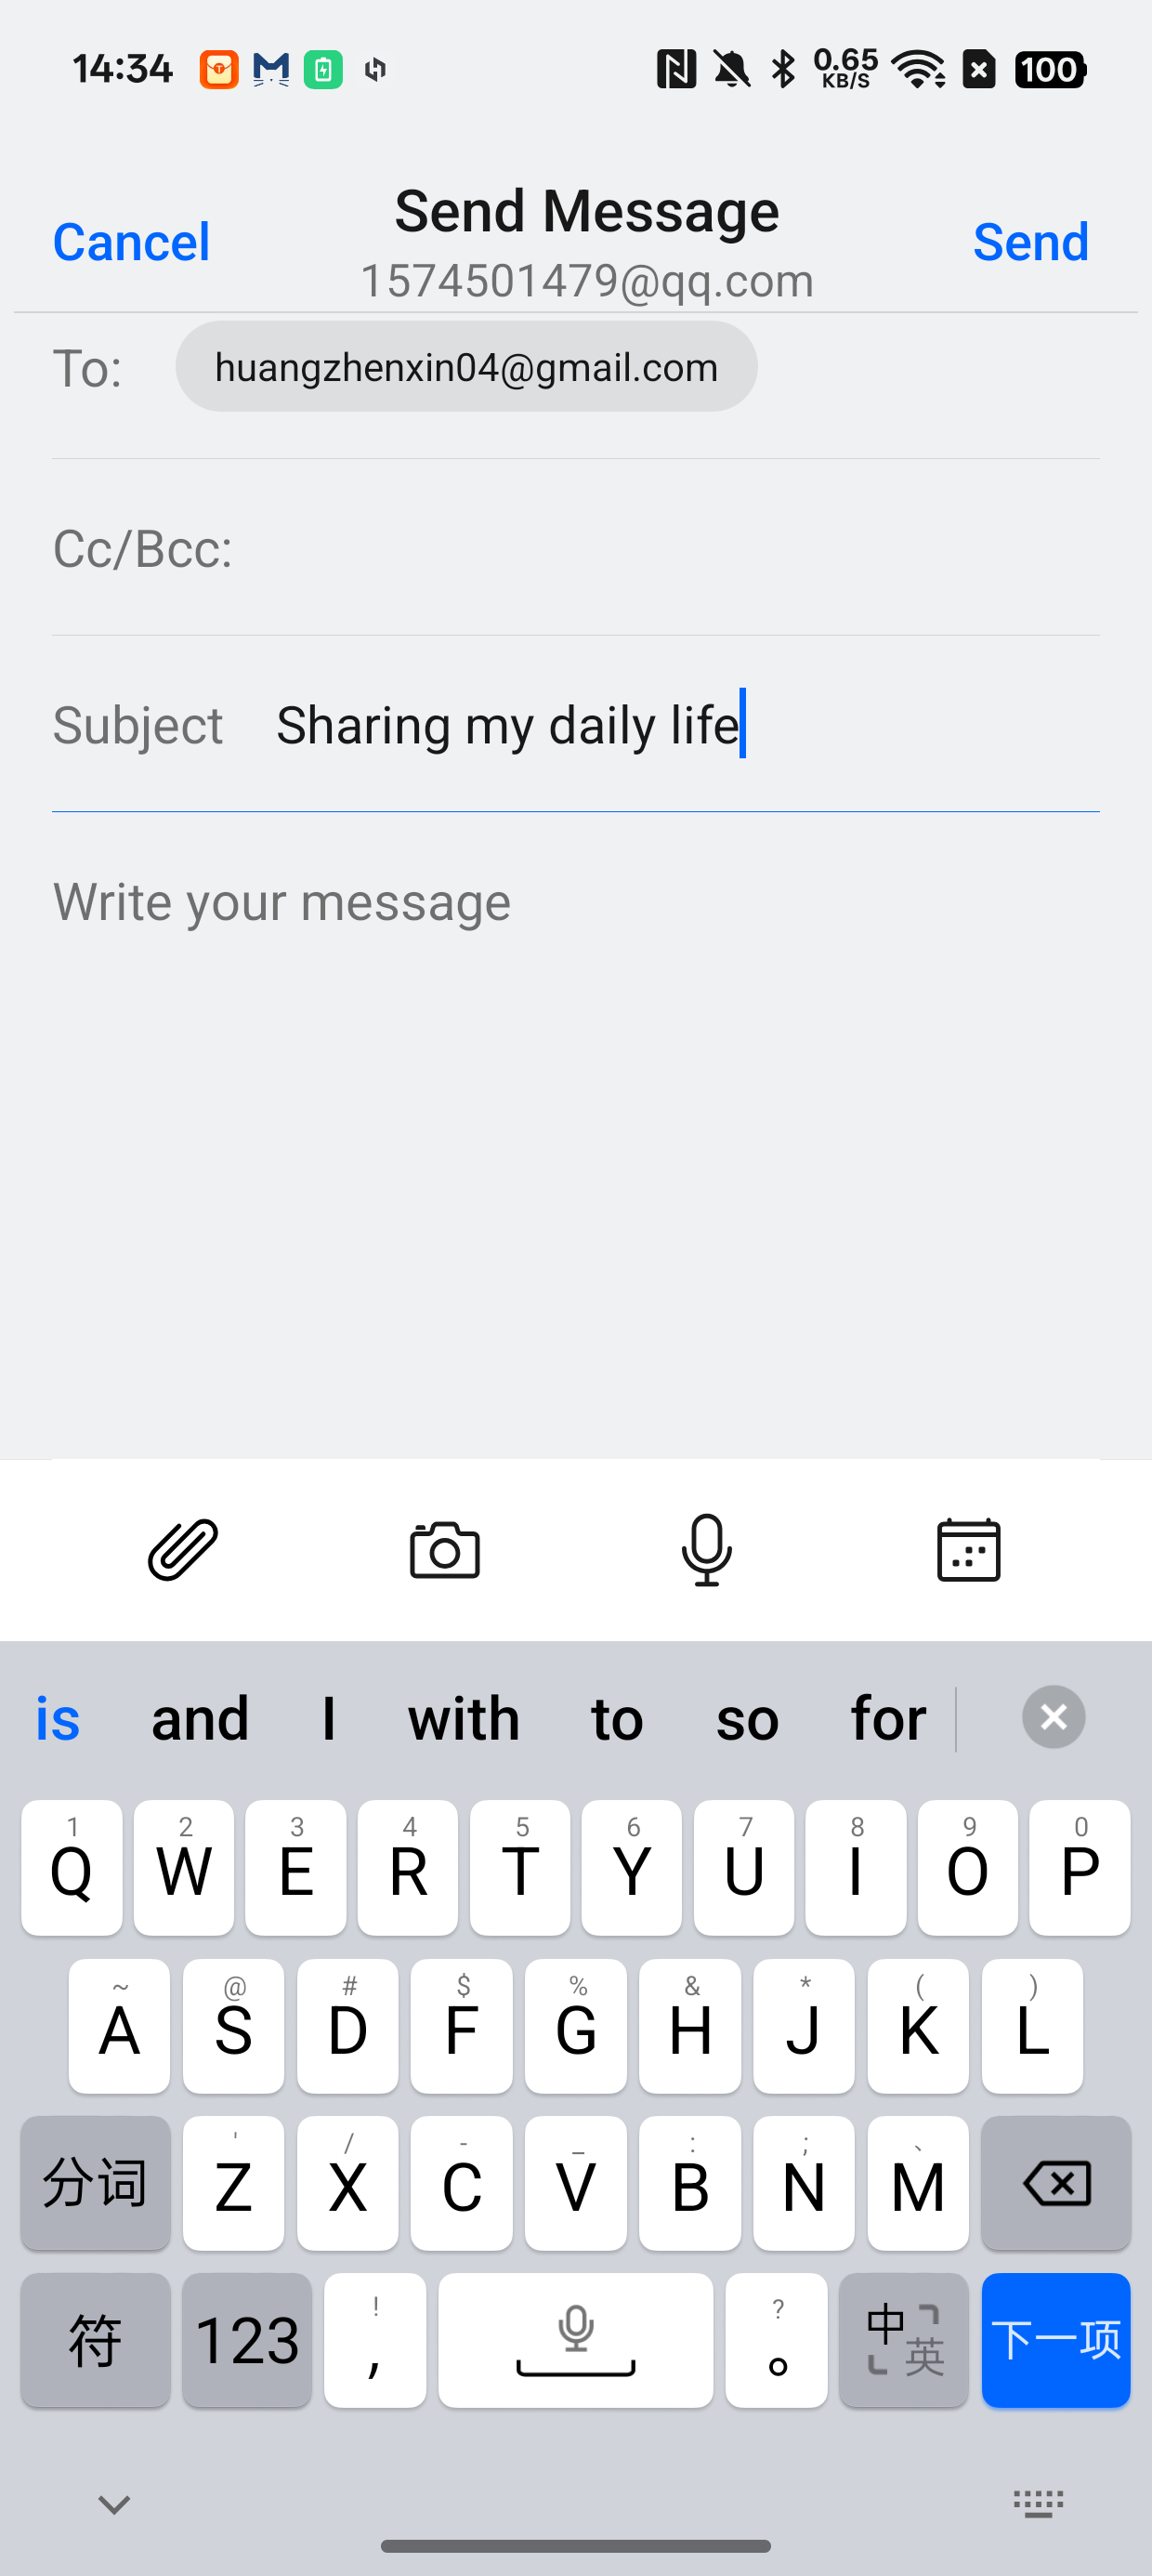 14:34 0.65 KB/S 100
Cancel Send Message Send
1574501479@qq.com
To: huangzhenxin04@gmail.com
Cc/Bcc:
Subject Sharing my daily life
Write your message
is and I with to so for
1 2 3 4 5 6 7 8 9 0
Q W E R T Y U I O P
~ @ # $ % & * ( )
A S D F G H J K L
' / - _ : ; 、
分词 Z X C V B N M
! ?
符 123 , 。 中 英 下一项